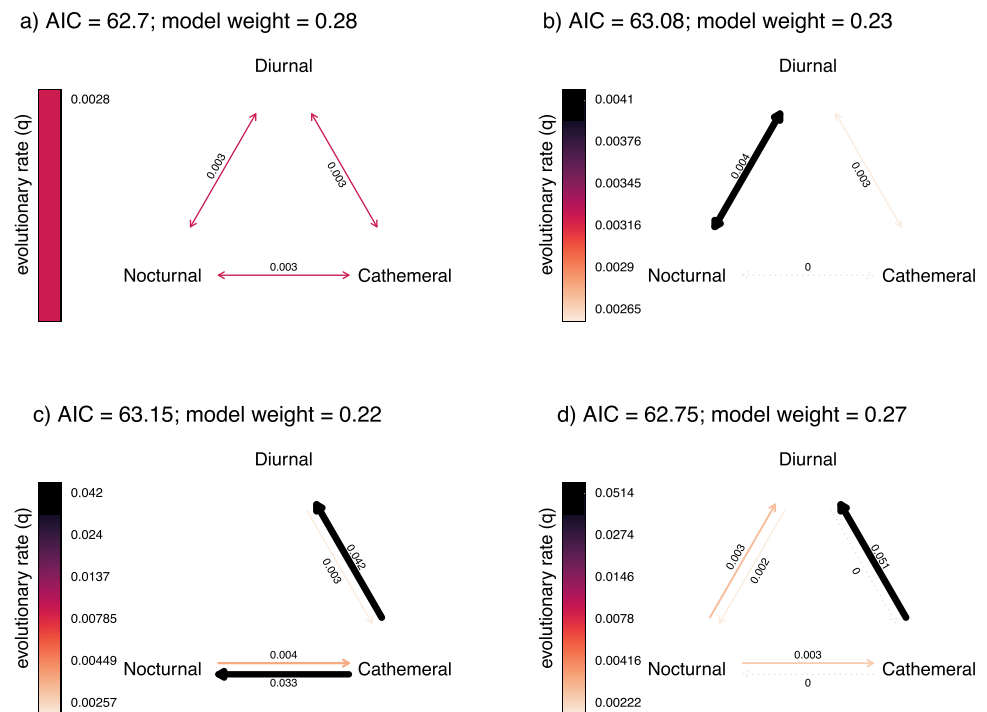 a) AIC = 62.7; model weight = 0.28
Diurnal
evolutionary rate (q)
0.0028
0.003
0.003
0.003
Nocturnal
Cathemeral
b) AIC = 63.08; model weight = 0.23
Diurnal
evolutionary rate (q)
0.0041
0.00376
0.00345
0.00316
0.0029
0.00265
0.004
0.003
0
Nocturnal
Cathemeral
c) AIC = 63.15; model weight = 0.22
Diurnal
evolutionary rate (q)
0.042
0.024
0.0137
0.00785
0.00449
0.00257
0.042
0.003
0.004
0.033
Nocturnal
Cathemeral
d) AIC = 62.75; model weight = 0.27
Diurnal
evolutionary rate (q)
0.0514
0.0274
0.0146
0.0078
0.00416
0.00222
0.003
0.002
0.051
0
0.003
0
Nocturnal
Cathemeral